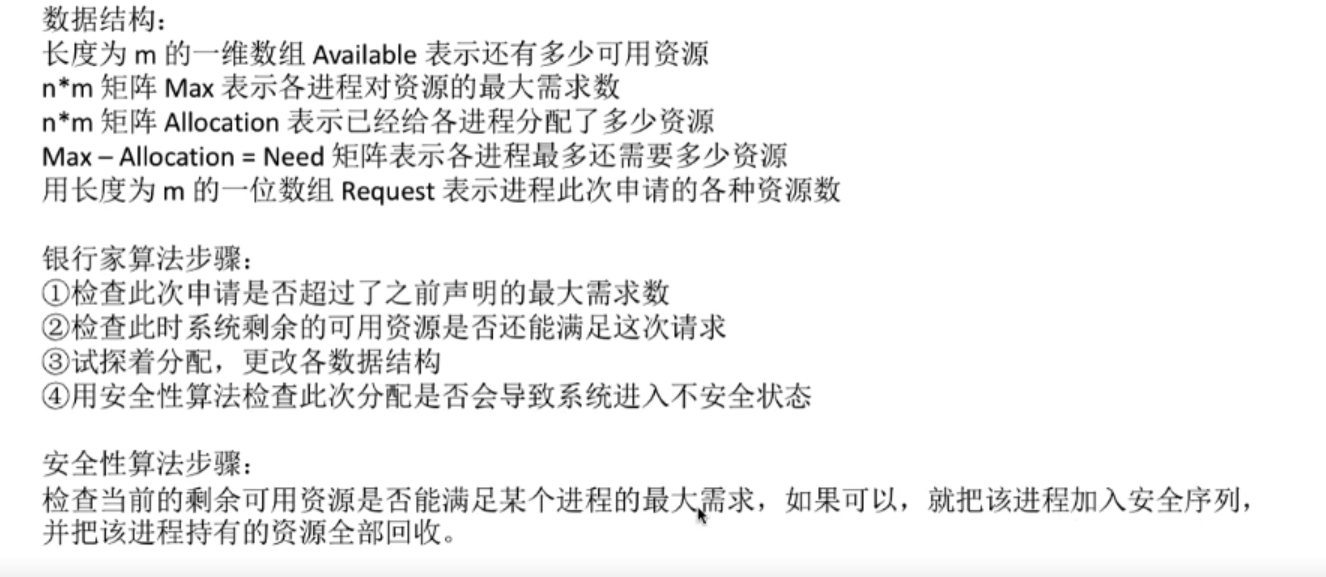 数据结构：
长度为 m 的一维数组 Available 表示还有多少可用资源
n*m 矩阵 Max 表示各进程对资源的最大需求数
n*m 矩阵 Allocation 表示已经给各进程分配了多少资源
Max – Allocation = Need 矩阵表示各进程最多还需要多少资源
用长度为 m 的一位数组 Request 表示进程此次申请的各种资源数
银行家算法步骤：
①检查此次申请是否超过了之前声明的最大需求数
②检查此时系统剩余的可用资源是否还能满足这次请求
③试探着分配，更改各数据结构
④用安全性算法检查此次分配是否会导致系统进入不安全状态
安全性算法步骤：
检查当前的剩余可用资源是否能满足某个进程的最大需求，如果可以，就把该进程加入安全序列，
并把该进程持有的资源全部回收。